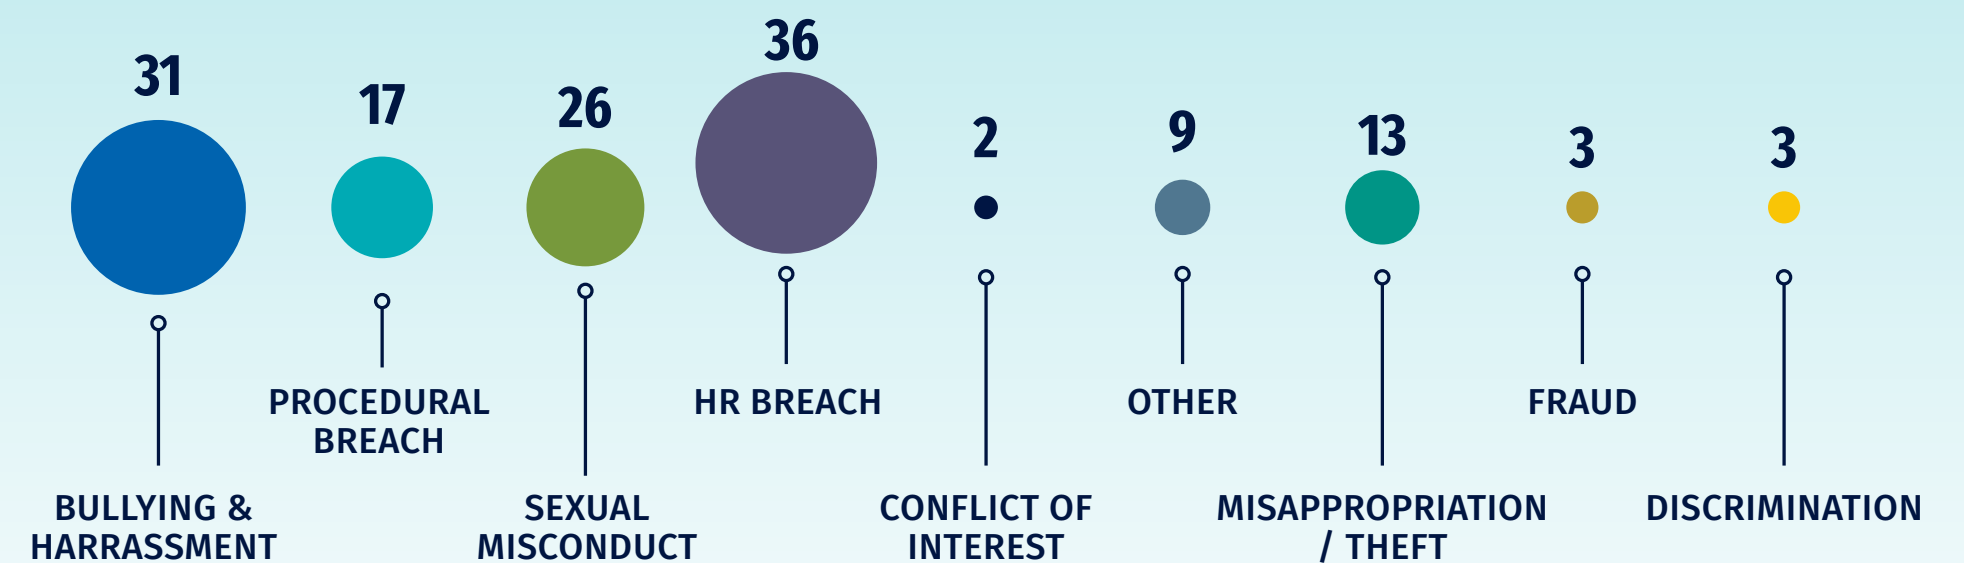 31
BULLYING &
HARRASSMENT
17
PROCEDURAL
BREACH
26
SEXUAL
MISCONDUCT
36
HR BREACH
2
CONFLICT OF
INTEREST
9
OTHER
13
MISAPPROPRIATION
/ THEFT
3
FRAUD
3
DISCRIMINATION